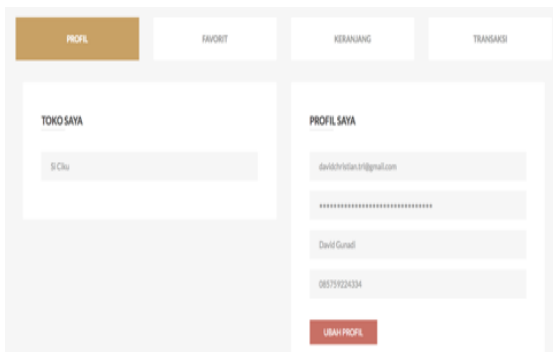 PROFIL
FAVORIT
KERANJANG
TRANSAKSI
TOKO SAYA
Si Ciku
PROFIL SAYA
davidchristian.tri@gmail.com
David Gunadi
085759224334
UBAH PROFIL